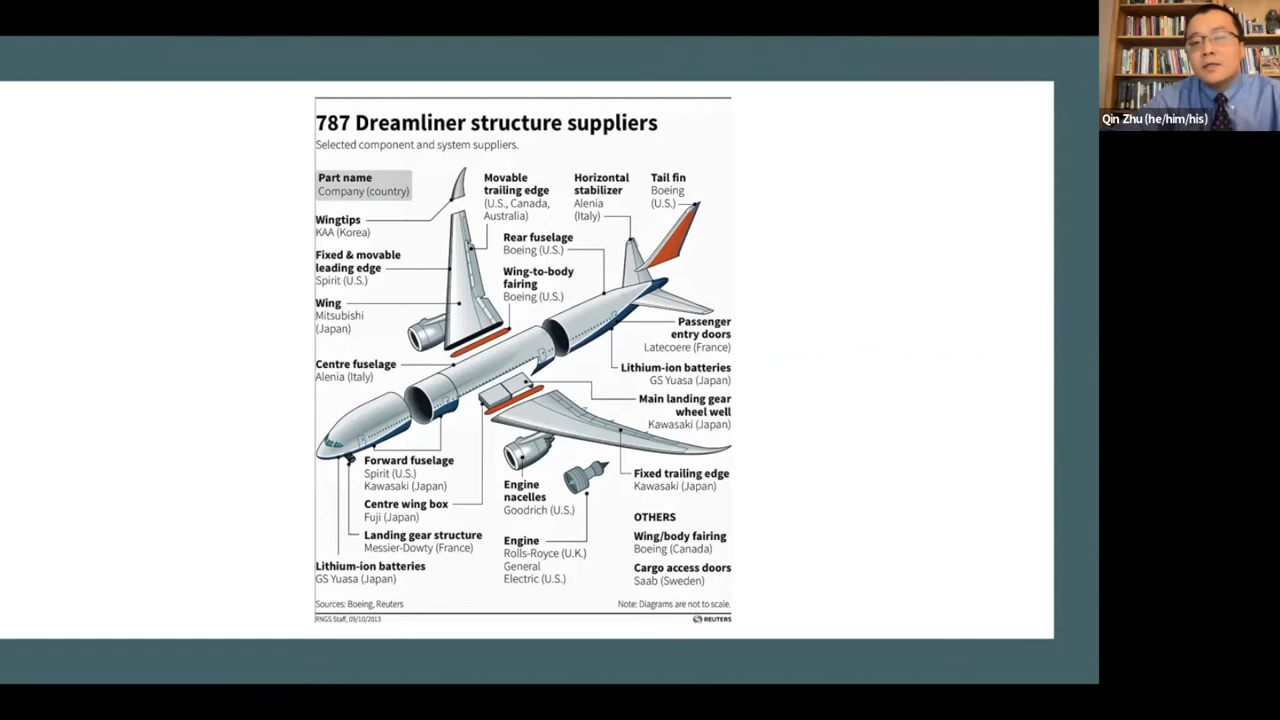 Qin Zhu (he/him/his)
787 Dreamliner structure suppliers
Selected component and system suppliers.
Part name
Company (country)
Wingtips
KAA (Korea)
Fixed & movable
leading edge
Spirit (U.S.)
Wing
Mitsubishi
(Japan)
Centre fuselage
Alenia (Italy)
Movable
trailing edge
(U.S., Canada,
Australia)
Horizontal
stabilizer
Alenia
(Italy)
Tail fin
Boeing
(U.S.)
Rear fuselage
Boeing (U.S.)
Wing-to-body
fairing
Boeing (U.S.)
Passenger
entry doors
Latecoere (France)
Lithium-ion batteries
GS Yuasa (Japan)
Main landing gear
wheel well
Kawasaki (Japan)
Forward fuselage
Spirit (U.S.)
Kawasaki (Japan)
Centre wing box
Fuji (Japan)
Landing gear structure
Messier-Dowty (France)
Lithium-ion batteries
GS Yuasa (Japan)
Engine
nacelles
Goodrich (U.S.)
Engine
Rolls-Royce (U.K.)
General
Electric (U.S.)
Fixed trailing edge
Kawasaki (Japan)
OTHERS
Wing/body fairing
Boeing (Canada)
Cargo access doors
Saab (Sweden)
Sources: Boeing, Reuters
Note: Diagrams are not to scale.
RNGS Staff, 09/10/2013
REUTERS